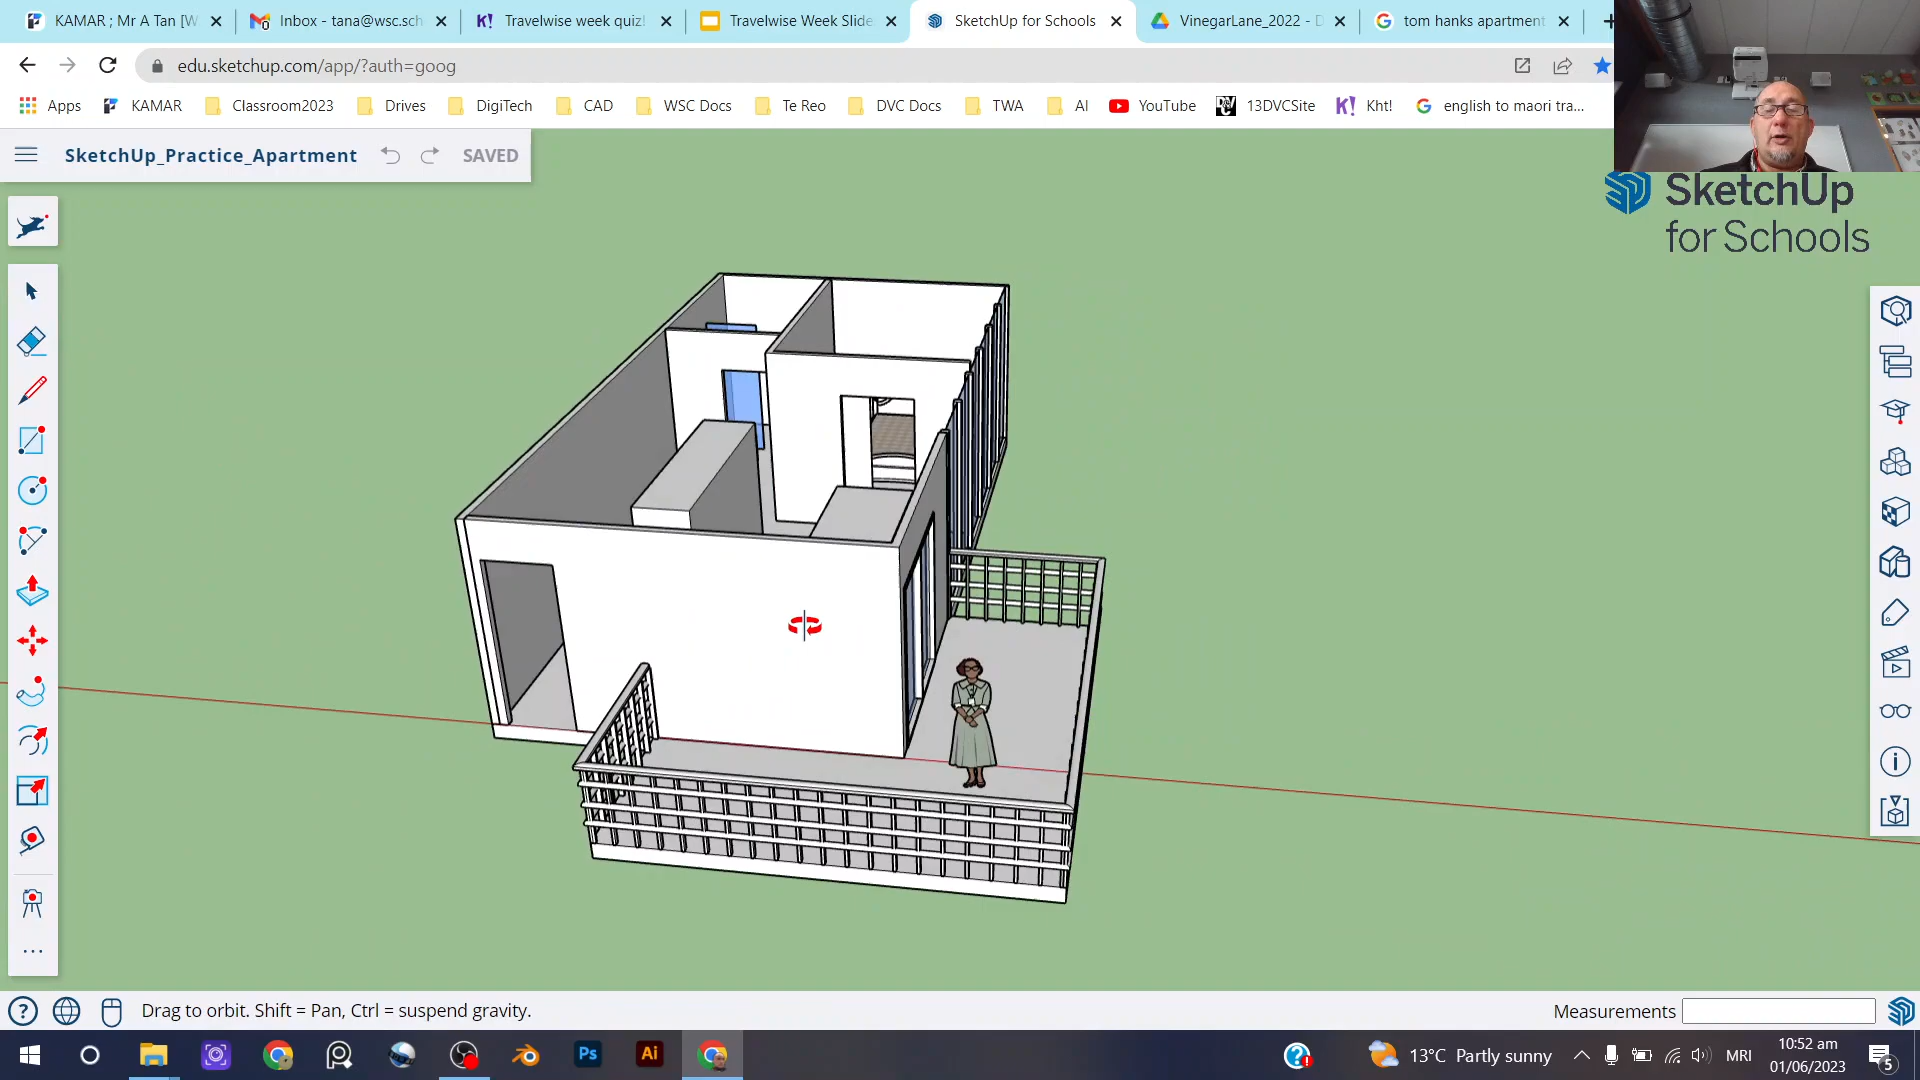 KAMAR ; Mr A Tan [W
Inbox - tana@wsc.sch
Travelwise week quiz!
Travelwise Week Slide
SketchUp for Schools
VinegarLane_2022 - D
tom hanks apartment
edu.sketchup.com/app/?auth=goog
Apps
KAMAR
Classroom2023
Drives
DigiTech
CAD
WSC Docs
Te Reo
DVC Docs
TWA
AI
YouTube
13DVCSite
Kht!
english to maori tra...
SketchUp_Practice_Apartment
SAVED
SketchUp
for Schools
Drag to orbit. Shift = Pan, Ctrl = suspend gravity.
Measurements
Ps
Ai
13°C Partly sunny
MRI
10:52 am
01/06/2023
5